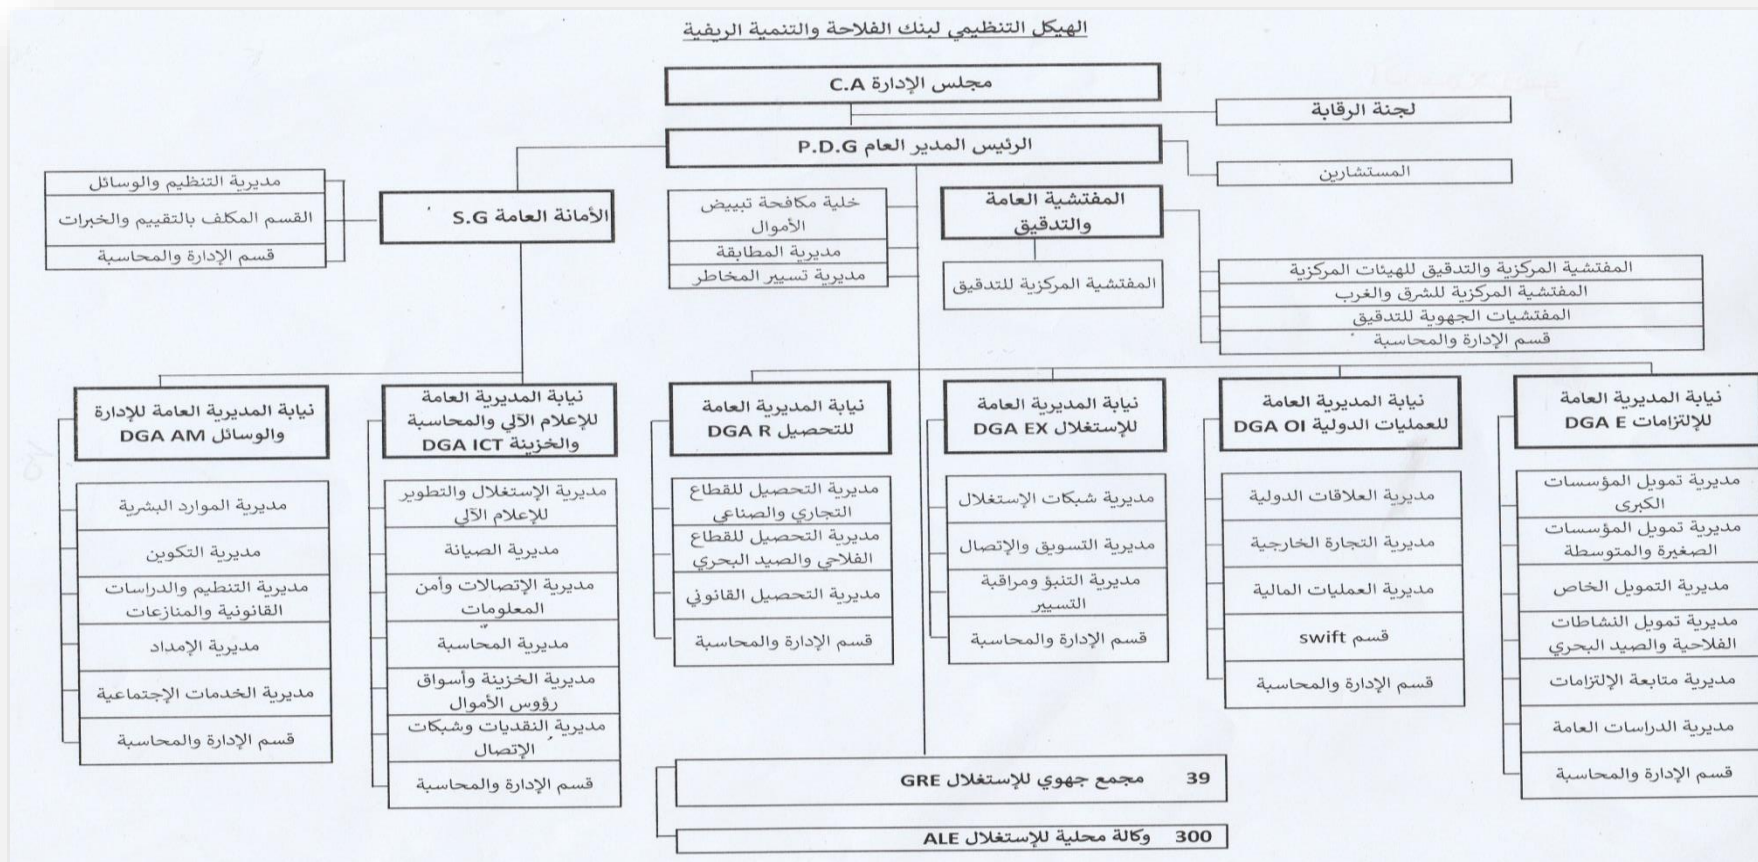 الهيكل التنظيمي لبنك الفلاحة والتنمية الريفية
مجلس الإدارة C.A
لجنة الرقابة
الرئيس المدير العام P.D.G
المستشارين
المفتشية العامة
والتدقيق
المفتشية المركزية للتدقيق
المفتشية المركزية والتدقيق للهيئات المركزية
المفتشية المركزية للشرق والغرب
المفتشيات الجهوية للتدقيق
قسم الإدارة والمحاسبة
خلية مكافحة تبييض
الأموال
مديرية المطابقة
مديرية تسيير المخاطر
الأمانة العامة S.G
مديرية التنظيم والوسائل
القسم المكلف بالتقييم والخبرات
قسم الإدارة والمحاسبة
نيابة المديرية العامة
للإلتزامات DGA E
مديرية تمويل المؤسسات
الكبرى
مديرية تمويل المؤسسات
الصغيرة والمتوسطة
مديرية التمويل الخاص
مديرية تمويل النشاطات
الفلاحية والصيد البحري
مديرية متابعة الإلتزامات
مديرية الدراسات العامة
قسم الإدارة والمحاسبة
نيابة المديرية العامة
للعمليات الدولية DGA OI
مديرية العلاقات الدولية
مديرية التجارة الخارجية
مديرية العمليات المالية
قسم swift
قسم الإدارة والمحاسبة
نيابة المديرية العامة
للإستغلال DGA EX
مديرية شبكات الإستغلال
مديرية التسويق والإتصال
مديرية التنبؤ ومراقبة
التسيير
قسم الإدارة والمحاسبة
نيابة المديرية العامة
للتحصيل DGA R
مديرية التحصيل للقطاع
التجاري والصناعي
مديرية التحصيل للقطاع
الفلاحي والصيد البحري
مديرية التحصيل القانوني
قسم الإدارة والمحاسبة
نيابة المديرية العامة
للإعلام الآلي والمحاسبة
والخزينة DGA ICT
مديرية الإستغلال والتطوير
للإعلام الآلي
مديرية الصيانة
مديرية الإتصالات وأمن
المعلومات
مديرية المحاسبة
مديرية الخزينة وأسواق
رؤوس الأموال
مديرية النقديات وشبكات
الإتصال
قسم الإدارة والمحاسبة
نيابة المديرية العامة للإدارة
والوسائل DGA AM
مديرية الموارد البشرية
مديرية التكوين
مديرية التنظيم والدراسات
القانونية والمنازعات
مديرية الإمداد
مديرية الخدمات الإجتماعية
قسم الإدارة والمحاسبة
39 مجمع جهوي للإستغلال GRE
300 وكالة محلية للإستغلال ALE